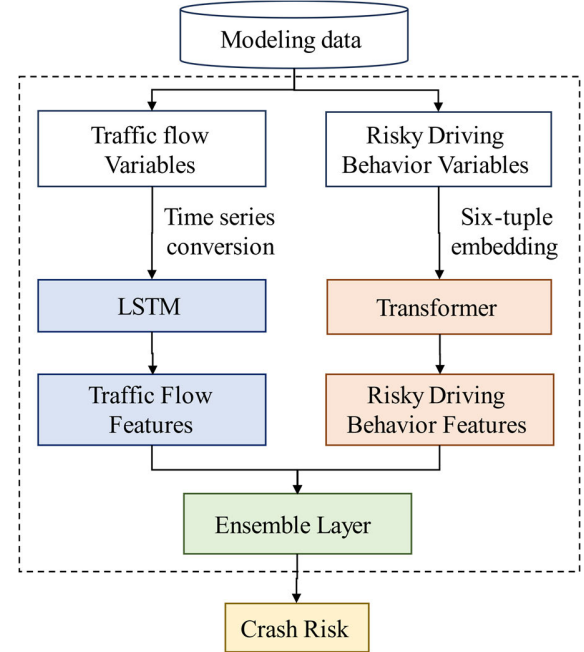 Modeling data
Traffic flow
Variables
Risky Driving
Behavior Variables
Time series
conversion
Six-tuple
embedding
LSTM
Transformer
Traffic Flow
Features
Risky Driving
Behavior Features
Ensemble Layer
Crash Risk